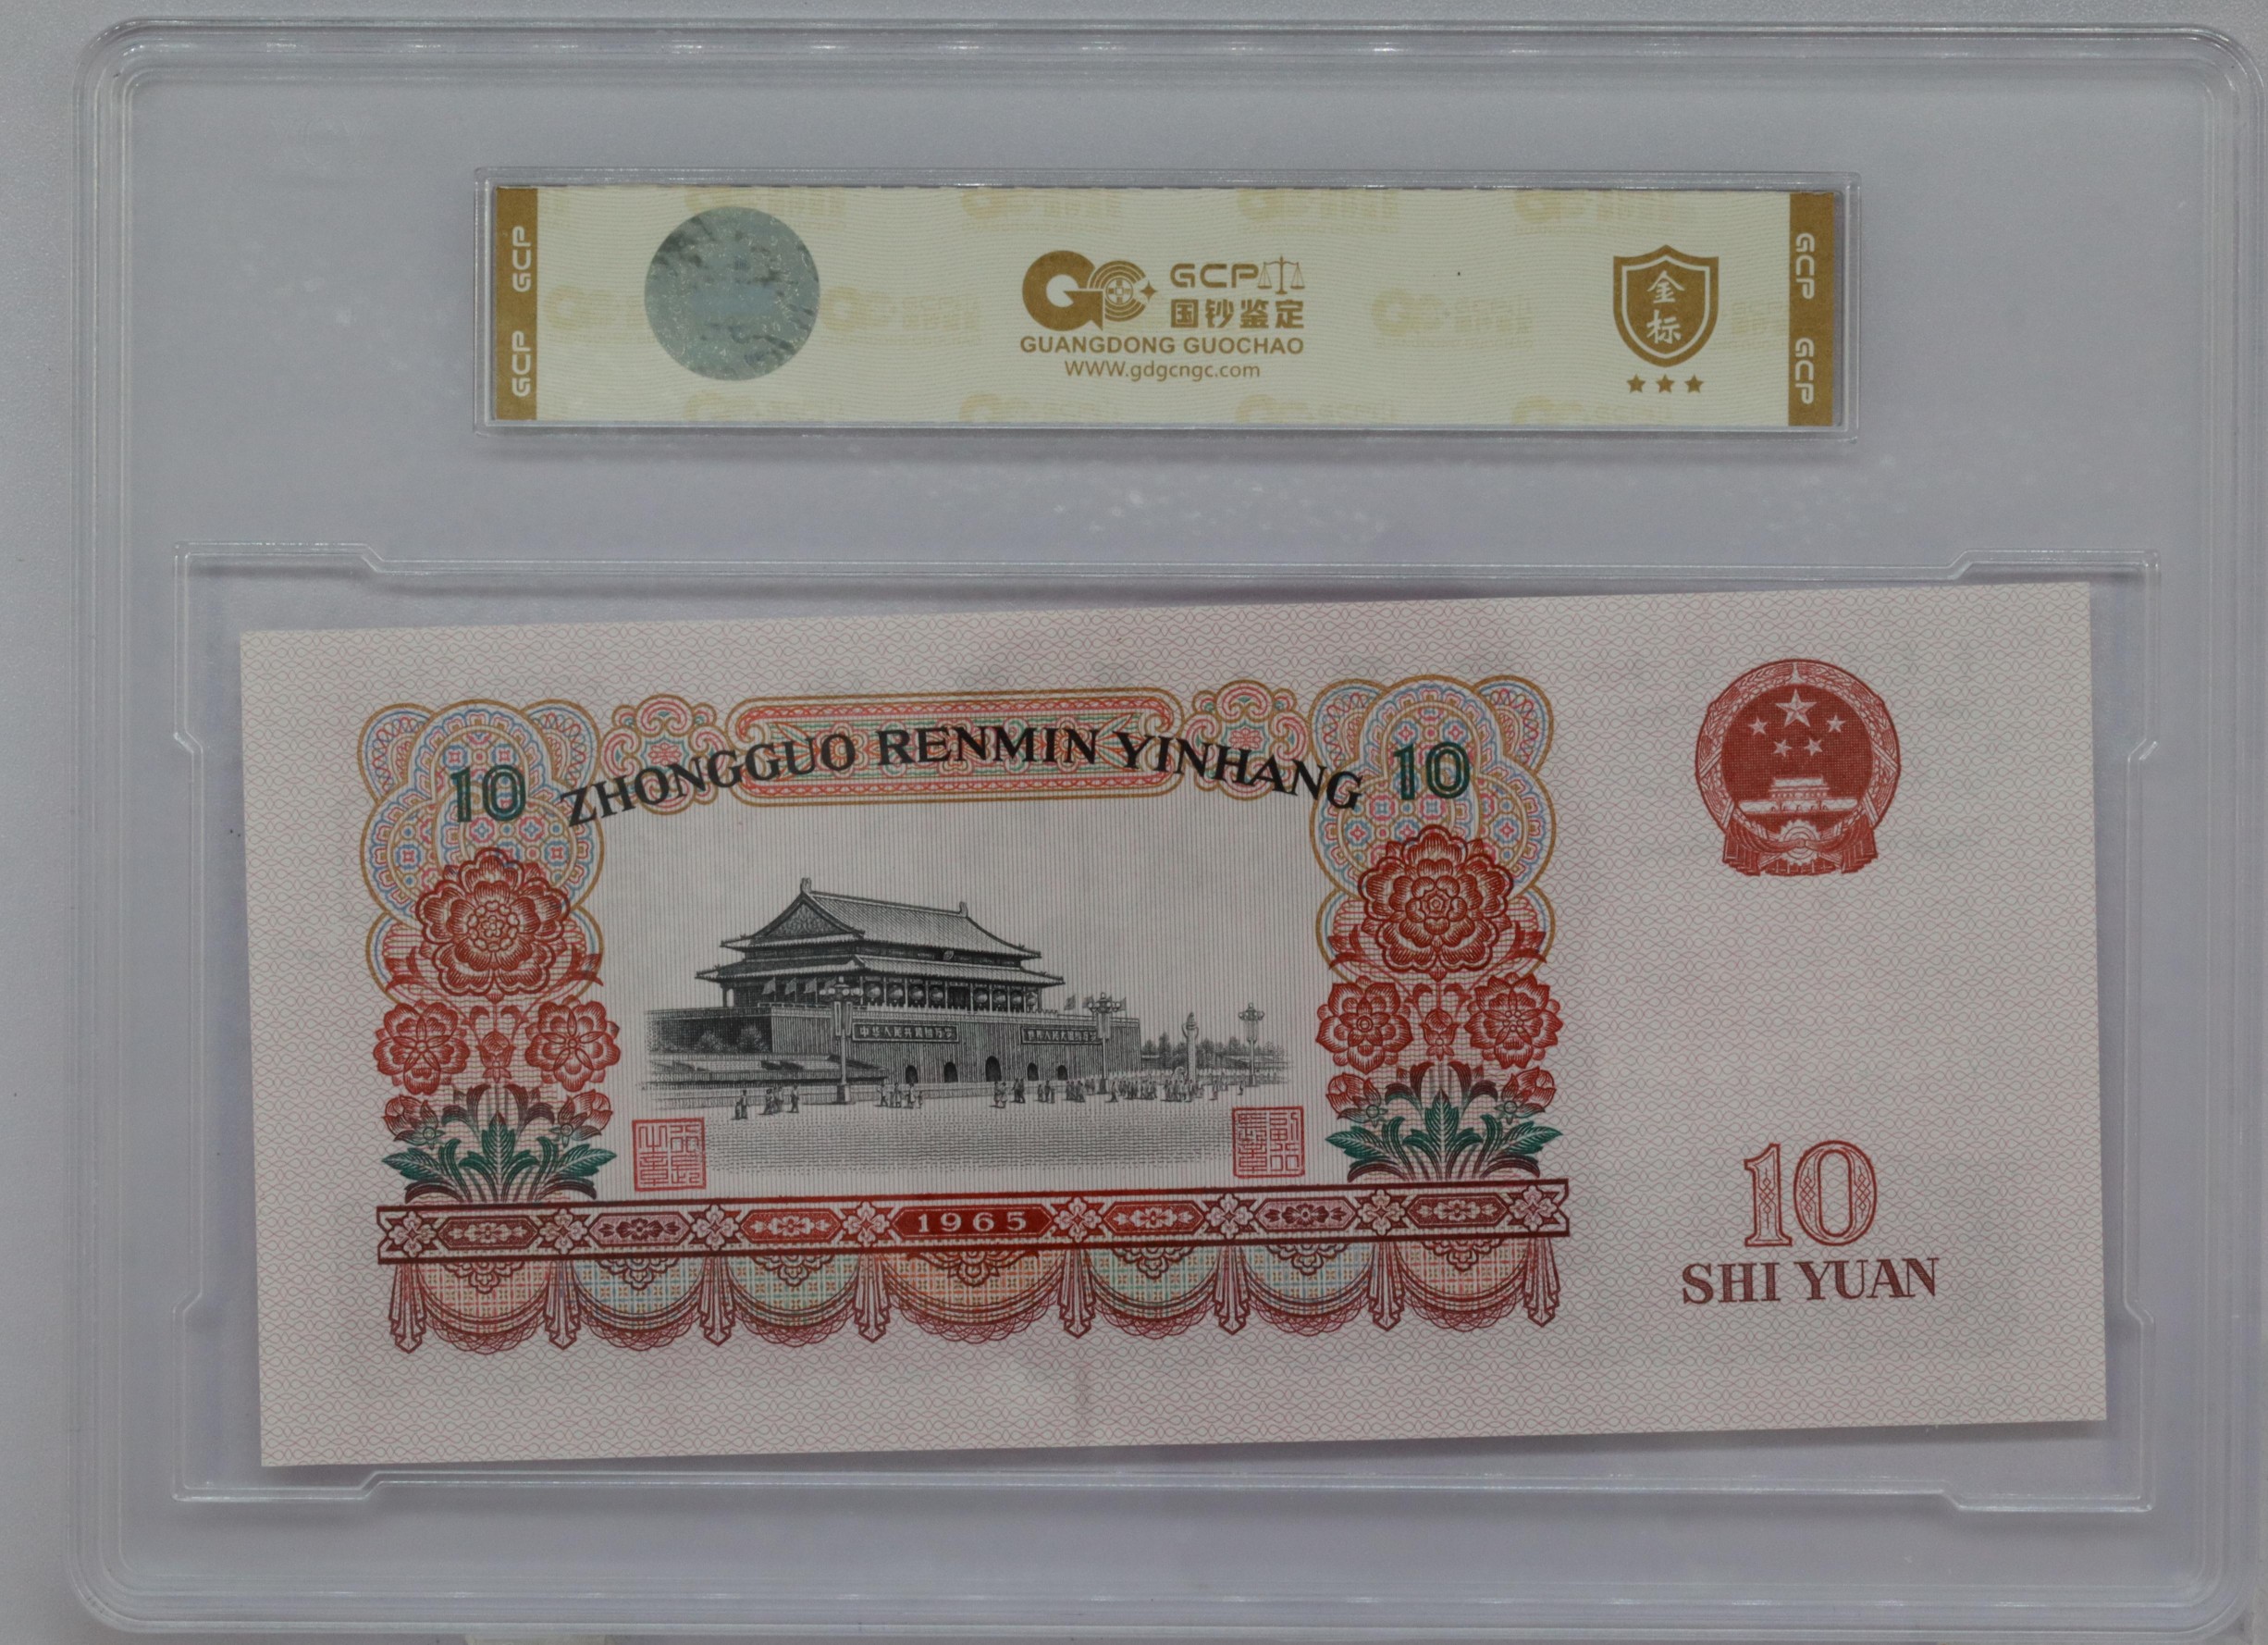 GCP GCP
GCP
国钞鉴定
GUANGDONG GUOCHAO
WWW.gdgcngc.com
金标
GCP GCP
ZHONGGUO RENMIN YINHANG
10
10
1965
10
SHI YUAN